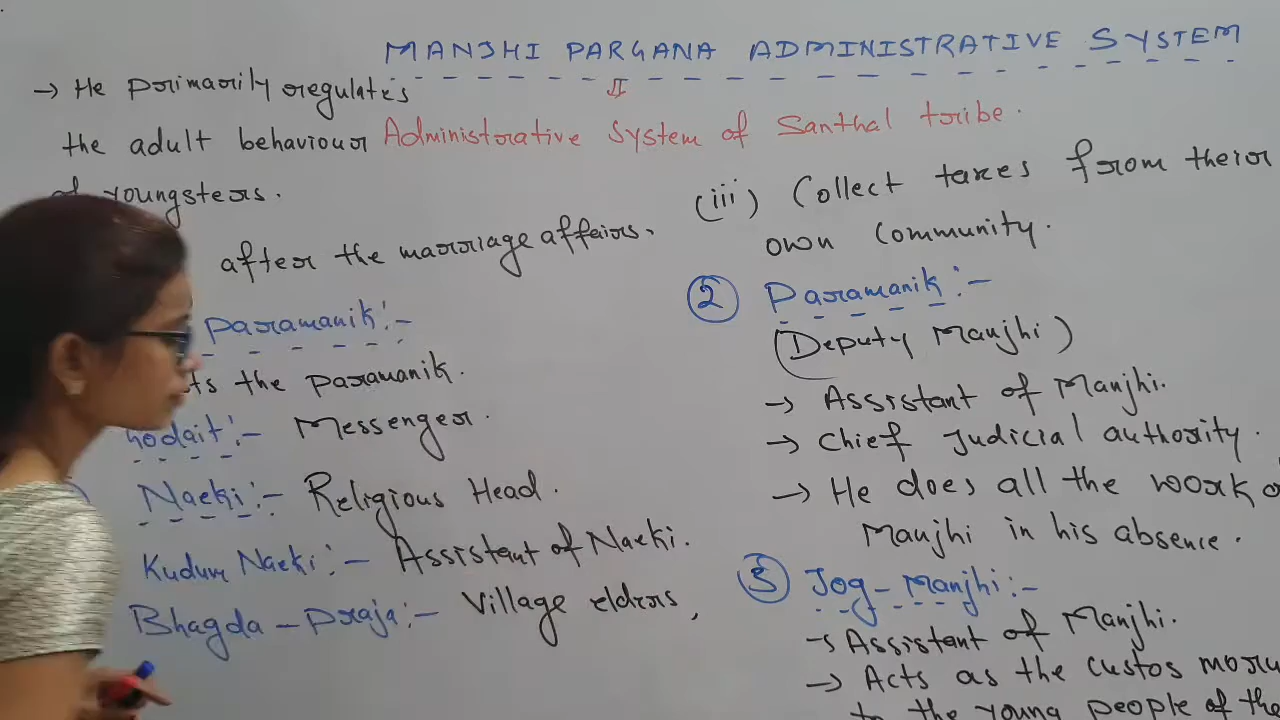 MANJHI PARGANA ADMINISTRATIVE SYSTEM
Administrative System of Santhal tribe.
(iii) Collect taxes from their
own Community.
② Paramanik:-
(Deputy Manjhi)
→ Assistant of Manjhi.
→ Chief Judicial authority.
→ He does all the work
Manjhi in his absence.
③ Jog-Manjhi:-
→ Assistant of Manjhi.
→ Acts as the custos
to the young people of the
→ He primarily regulates
the adult behaviour
of youngsters.
after the marriage affairs.
Paramanik:-
the paramanik.
:- Messenger.
Naeki:- Religious Head.
Kudum Naeki:- Assistant of Naeki.
Bhagda-Praja:- Village elders,